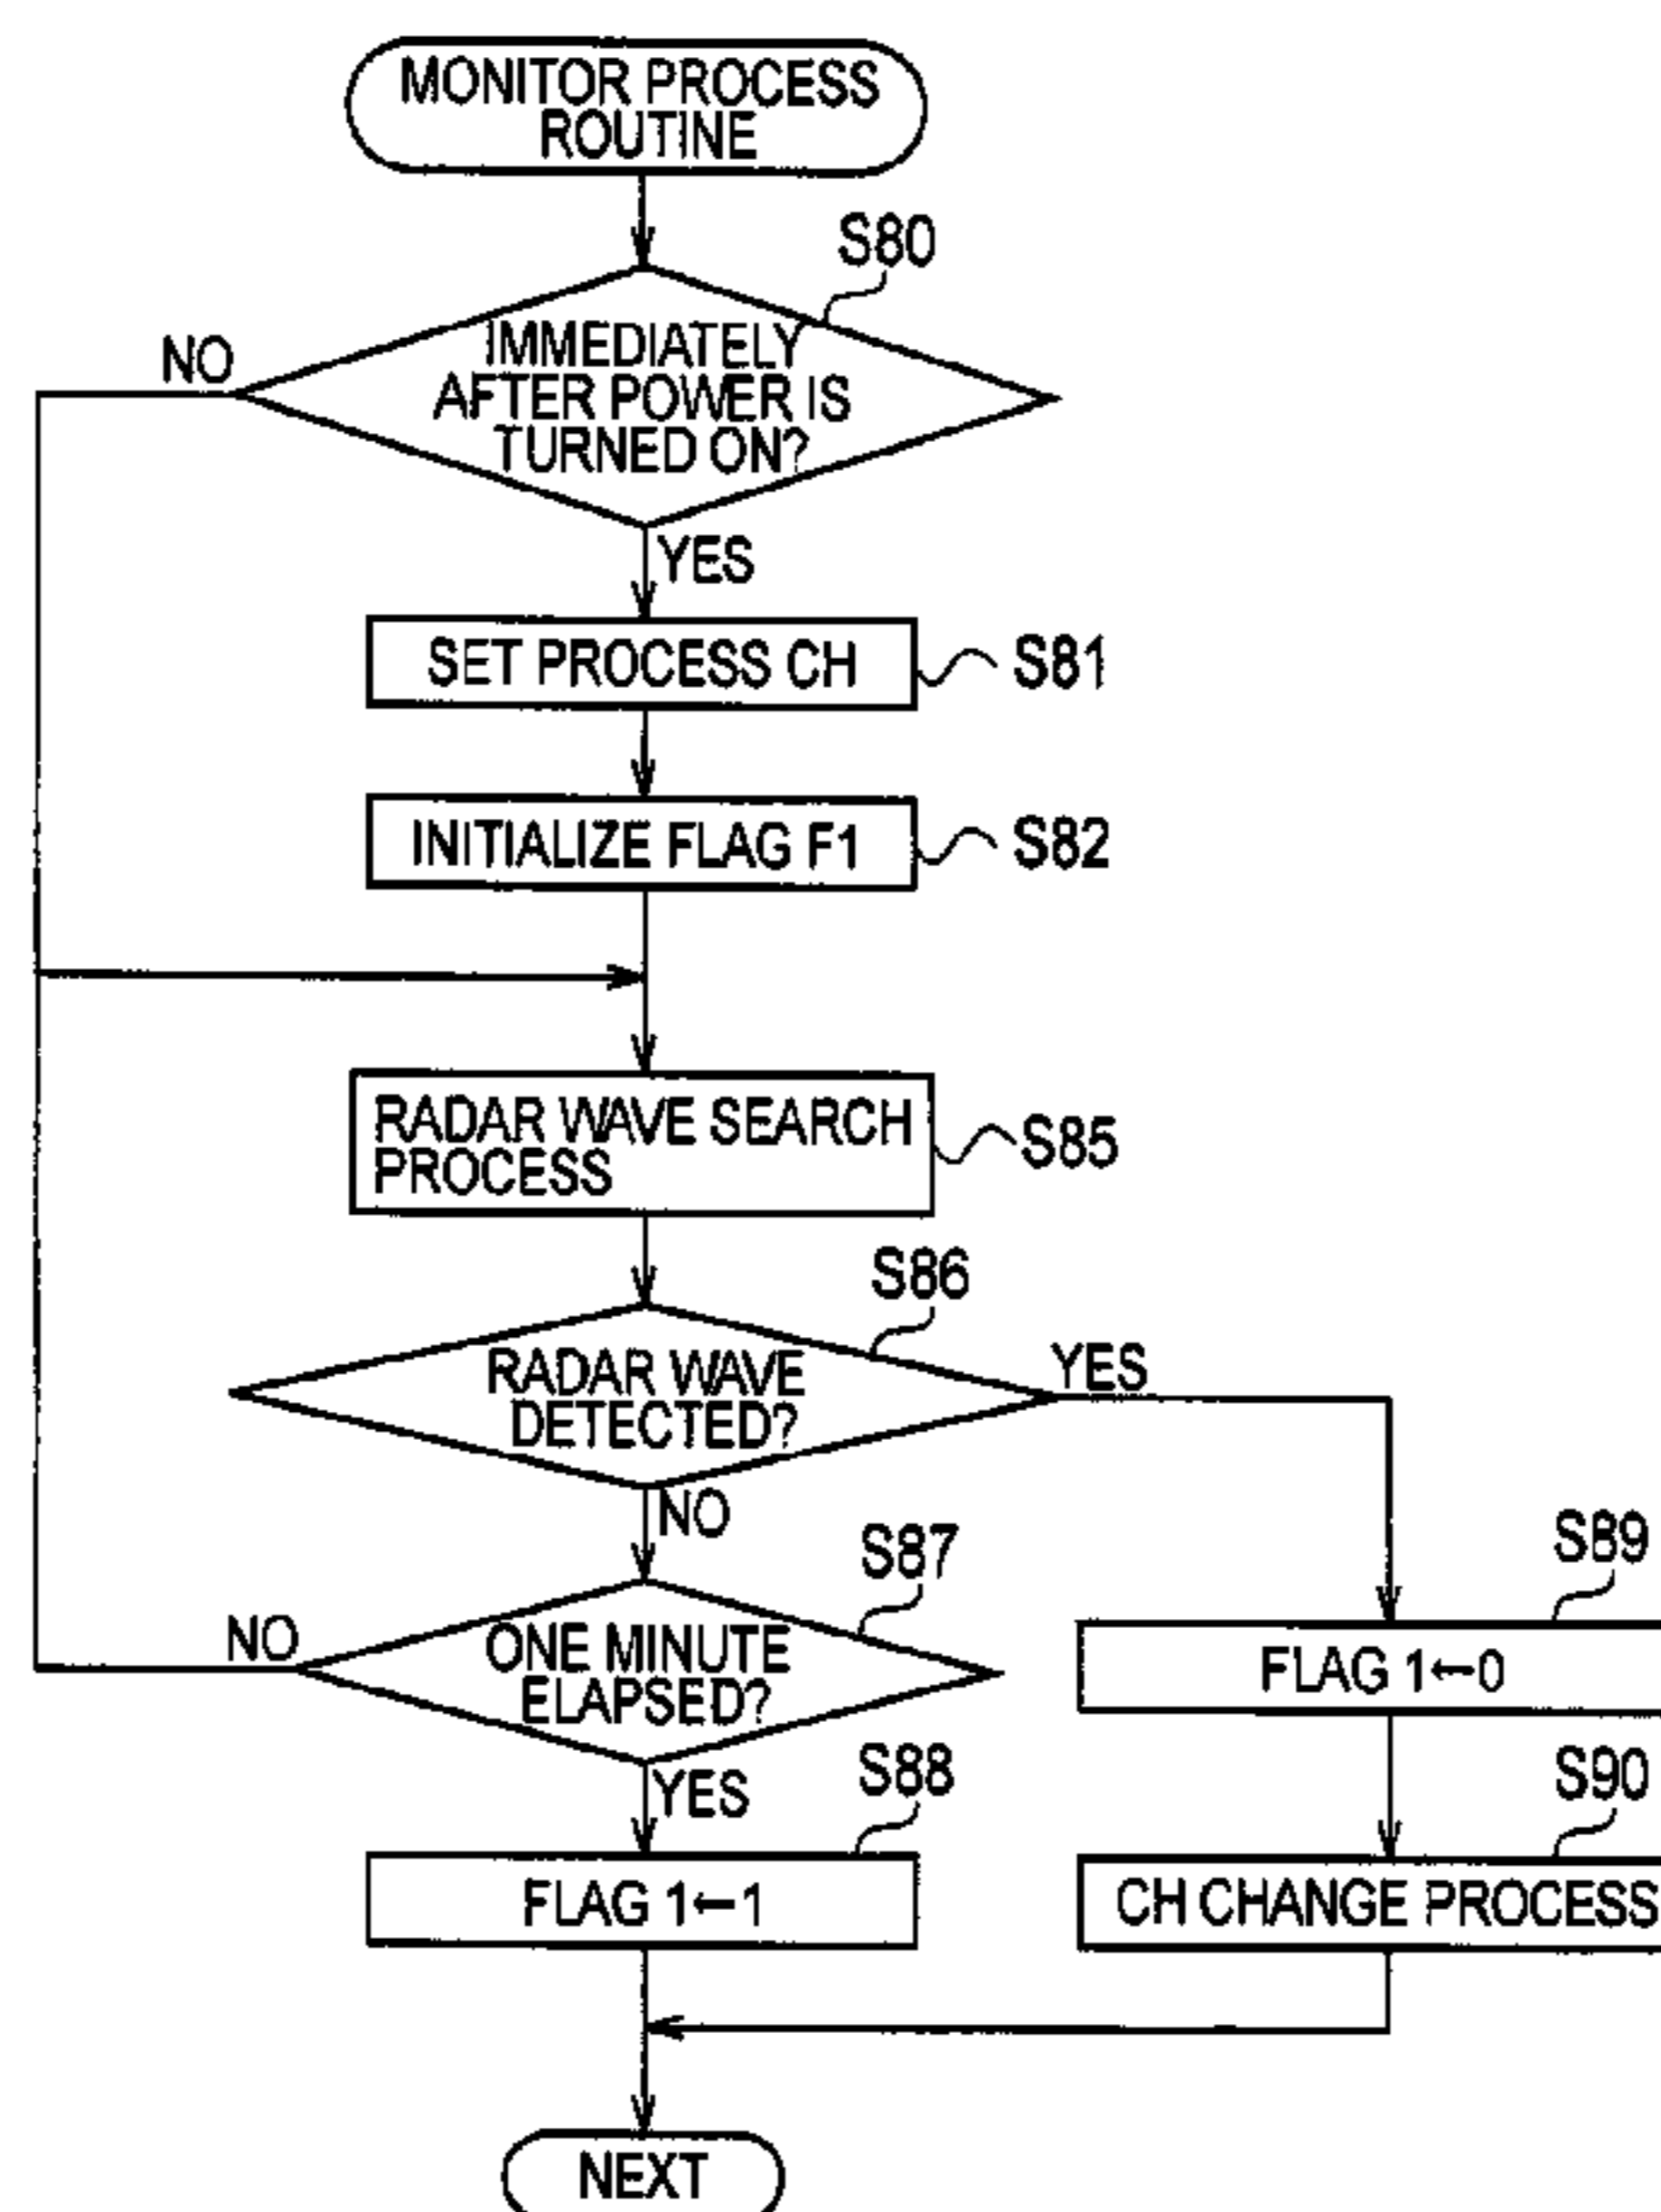 MONITOR PROCESS
ROUTINE
S80
NO
IMMEDIATELY
AFTER POWER IS
TURNED ON?
YES
SET PROCESS CH
S81
INITIALIZE FLAG F1
S82
RADAR WAVE SEARCH
PROCESS
S85
S86
RADAR WAVE
DETECTED?
YES
NO
S87
S89
NO
ONE MINUTE
ELAPSED?
FLAG 1←0
YES
S88
S90
FLAG 1←1
CH CHANGE PROCESS
NEXT